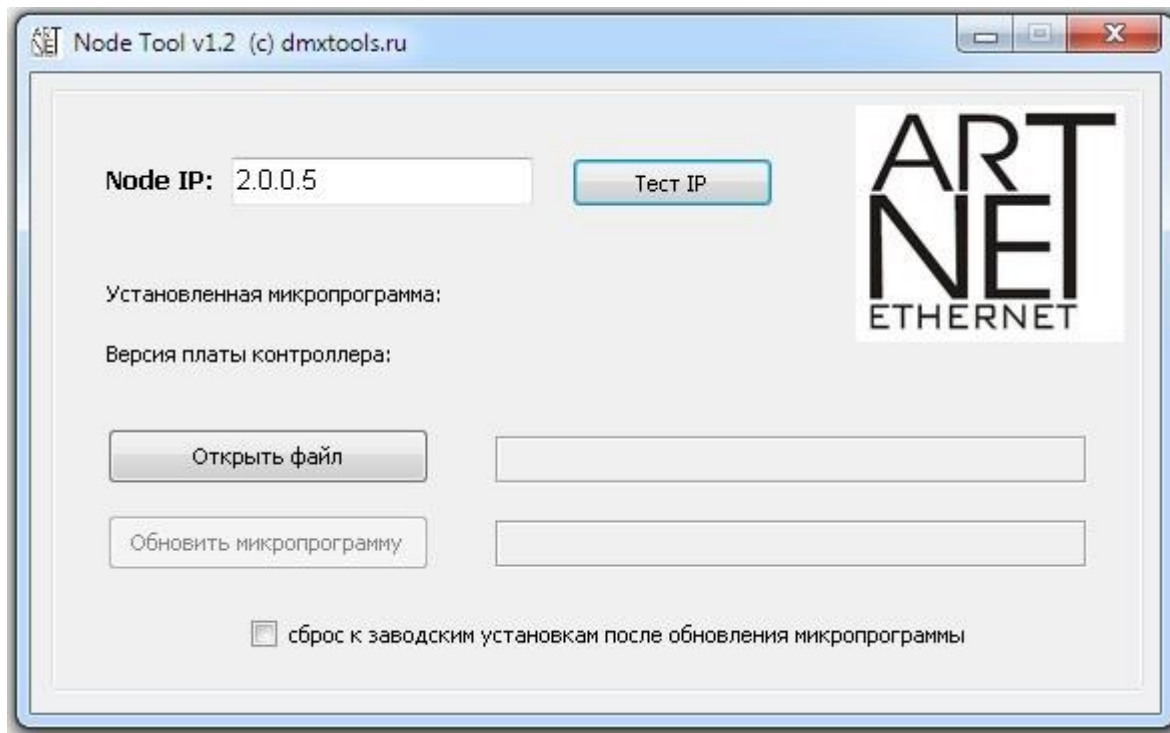 Node Tool v1.2 (c) dmxtools.ru
Node IP: 2.0.0.5 Тест IP
ART
NET
ETHERNET
Установленная микропрограмма:
Версия платы контроллера:
Открыть файл
Обновить микропрограмму
сброс к заводским установкам после обновления микропрограммы